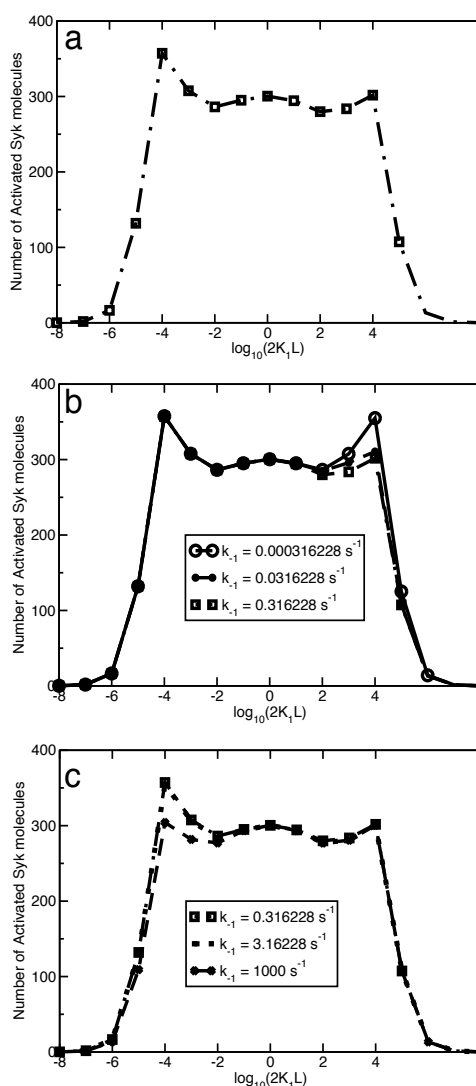 a
Number of Activated Syk molecules
400
300
200
100
0
-8 -6 -4 -2 0 2 4
log10(2K1L)
b
Number of Activated Syk molecules
400
300
200
100
0
k-1 = 0.000316228 s-1
k-1 = 0.0316228 s-1
k-1 = 0.316228 s-1
-8 -6 -4 -2 0 2 4
log10(2K1L)
c
Number of Activated Syk molecules
400
300
200
100
0
k-1 = 0.316228 s-1
k-1 = 3.16228 s-1
k-1 = 1000 s-1
-8 -6 -4 -2 0 2 4
log10(2K1L)